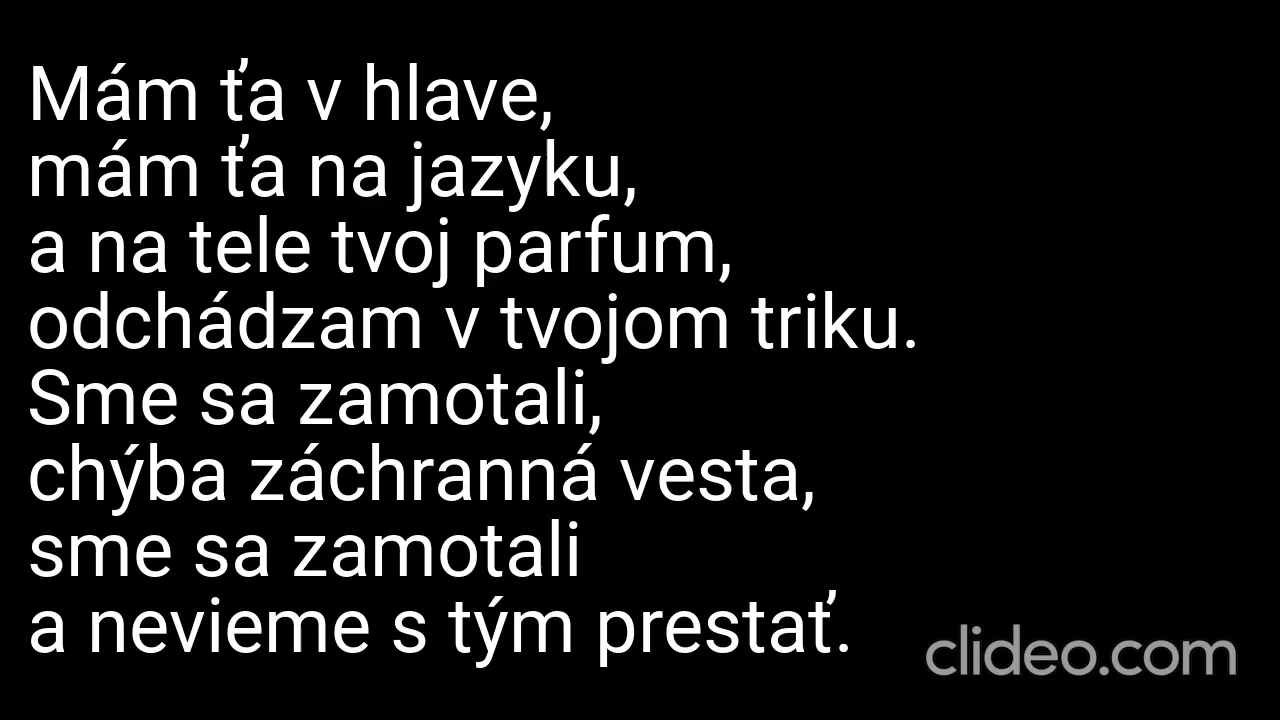 Mám ťa v hlave,
mám ťa na jazyku,
a na tele tvoj parfum,
odchádzam v tvojom triku.
Sme sa zamotali,
chýba záchranná vesta,
sme sa zamotali
a nevieme s tým prestať.
clideo.com